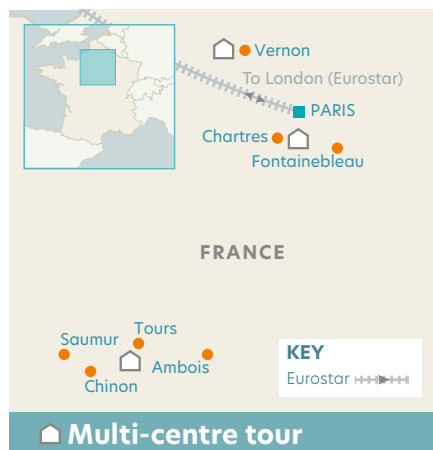 Vernon
To London (Eurostar)
PARIS
Chartres
Fontainebleau
FRANCE
Tours
Saumur
Ambois
Chinon
KEY
Eurostar
Multi-centre tour